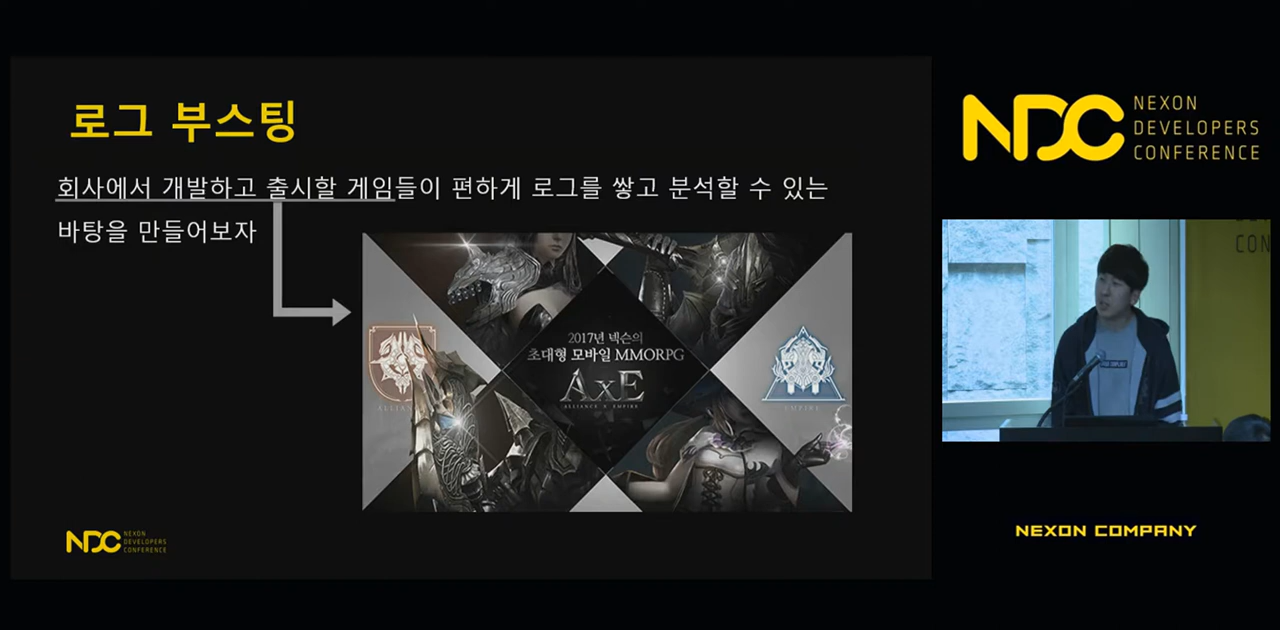 로그 부스팅
회사에서 개발하고 출시할 게임들이 편하게 로그를 쌓고 분석할 수 있는
바탕을 만들어보자
2017년 넥슨의
초대형 모바일 MMORPG
AxE
ALLIANCE X EMPIRE
ALLIANCE
EMPIRE
NDC NEXON
DEVELOPERS
CONFERENCE
NDC NEXON
DEVELOPERS
CONFERENCE
CON
NEXON COMPANY